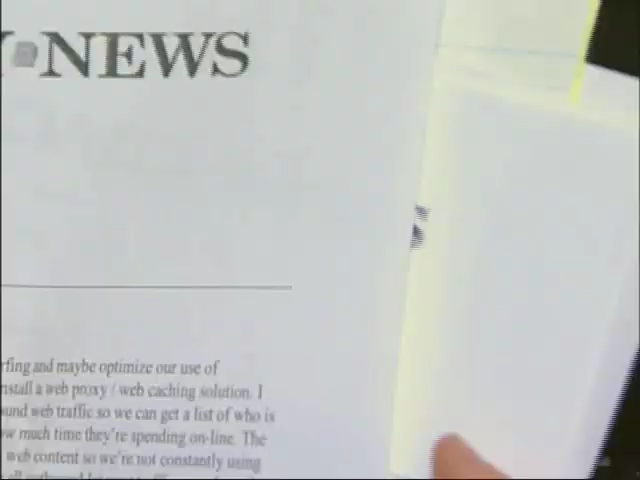 NEWS
rfing and maybe optimize our use of
nstall a web proxy / web caching solution. I
und web traffic so we can get a list of who is
w much time they're spending on-line. The
web content so we're not constantly using